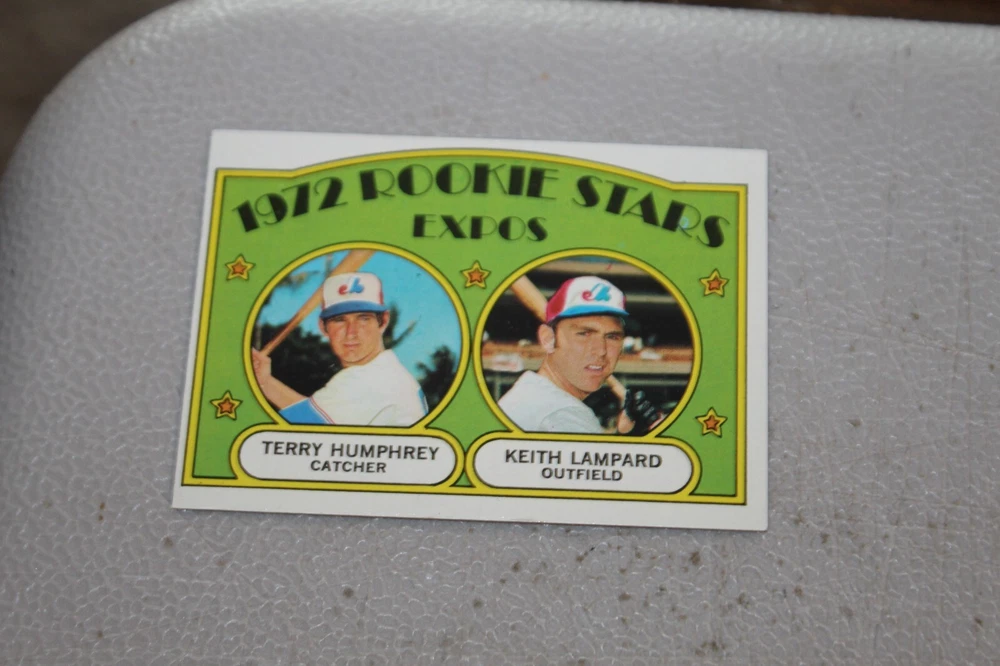 1972 ROOKIE STARS
EXPOS
TERRY HUMPHREY
CATCHER
KEITH LAMPARD
OUTFIELD